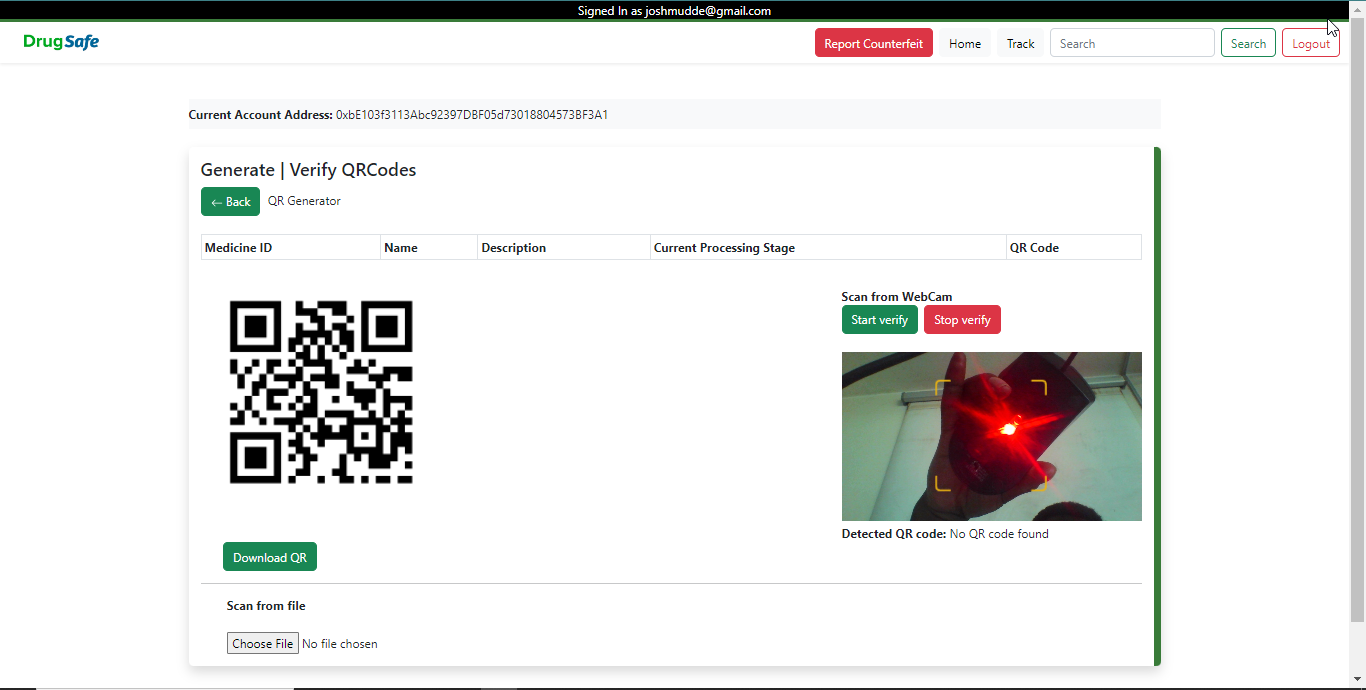 Signed In as joshmudde@gmail.com
DrugSafe
Report Counterfeit Home Track Search Search Logout
Current Account Address: 0xbE103f3113Abc92397DBF05d73018804573BF3A1
Generate | Verify QRCodes
← Back QR Generator
Medicine ID Name Description Current Processing Stage QR Code
Scan from WebCam
Start verify Stop verify
Detected QR code: No QR code found
Download QR
Scan from file
Choose File No file chosen